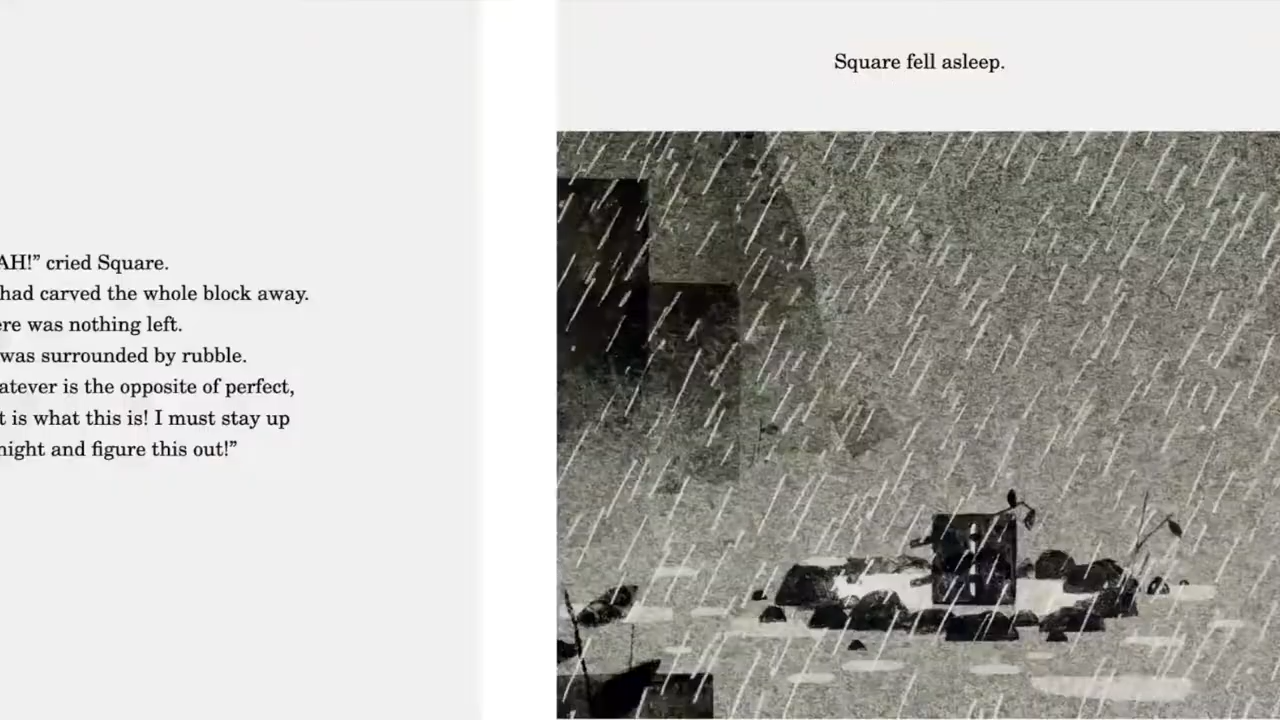 AH!” cried Square.
had carved the whole block away.
ere was nothing left.
was surrounded by rubble.
atever is the opposite of perfect,
t is what this is! I must stay up
night and figure this out!”
Square fell asleep.